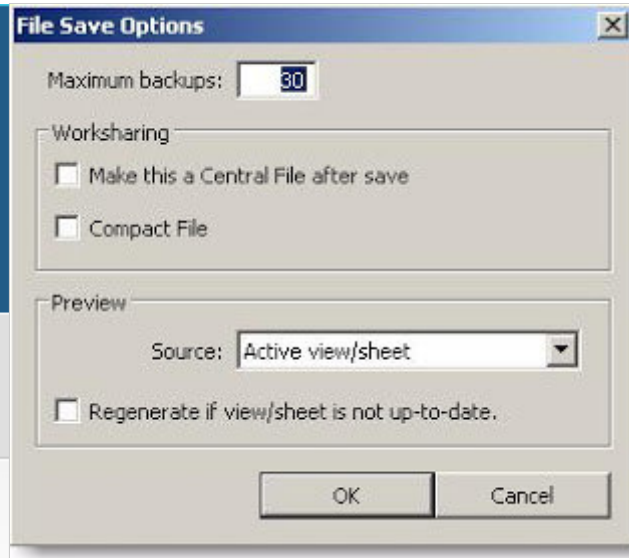 File Save Options
Maximum backups: 30
Worksharing
Make this a Central File after save
Compact File
Preview
Source: Active view/sheet
Regenerate if view/sheet is not up-to-date.
OK Cancel